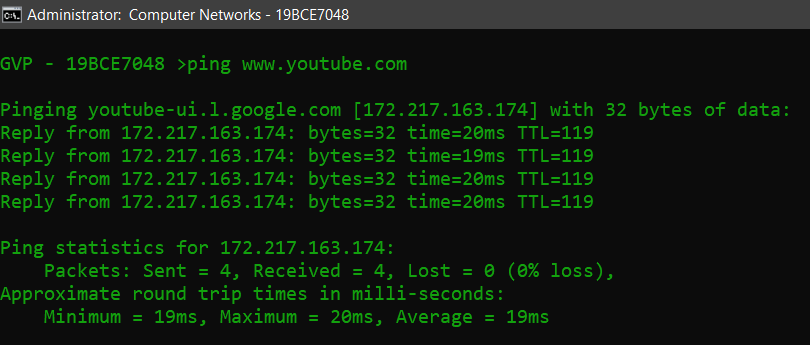 Administrator: Computer Networks - 19BCE7048
GVP - 19BCE7048 >ping www.youtube.com
Pinging youtube-ui.l.google.com [172.217.163.174] with 32 bytes of data:
Reply from 172.217.163.174: bytes=32 time=20ms TTL=119
Reply from 172.217.163.174: bytes=32 time=19ms TTL=119
Reply from 172.217.163.174: bytes=32 time=20ms TTL=119
Reply from 172.217.163.174: bytes=32 time=20ms TTL=119
Ping statistics for 172.217.163.174:
Packets: Sent = 4, Received = 4, Lost = 0 (0% loss),
Approximate round trip times in milli-seconds:
Minimum = 19ms, Maximum = 20ms, Average = 19ms